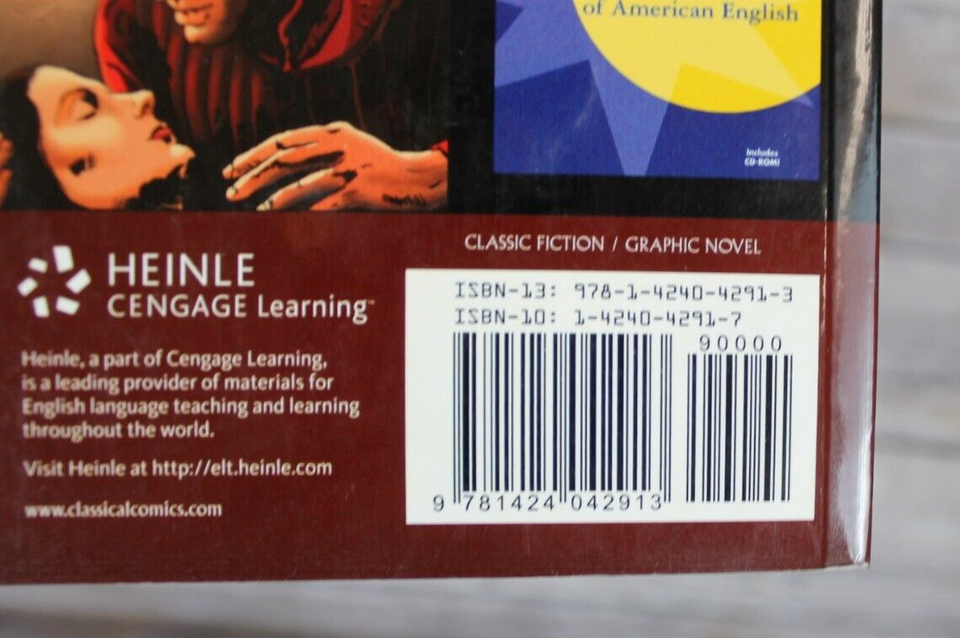 of American English
Includes
CD-ROM!
CLASSIC FICTION / GRAPHIC NOVEL
HEINLE
CENGAGE Learning™
Heinle, a part of Cengage Learning,
is a leading provider of materials for
English language teaching and learning
throughout the world.
Visit Heinle at http://elt.heinle.com
www.classicalcomics.com
ISBN-13: 978-1-4240-4291-3
ISBN-10: 1-4240-4291-7
90000
9 781424 042913